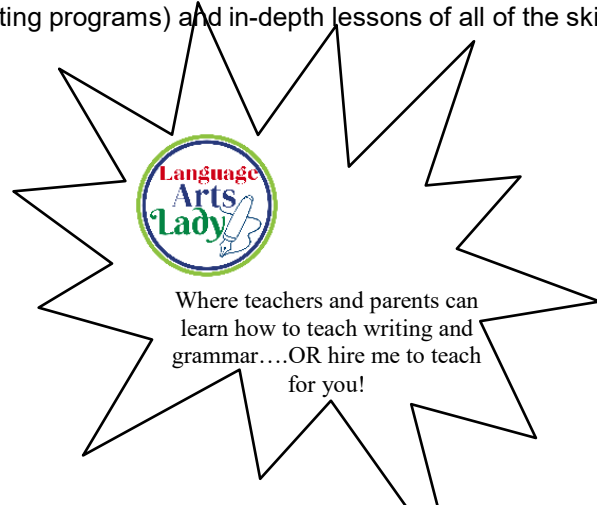 ting programs) and in-depth lessons of all of the ski
Language
Arts
Lady
Where teachers and parents can
learn how to teach writing and
grammar….OR hire me to teach
for you!